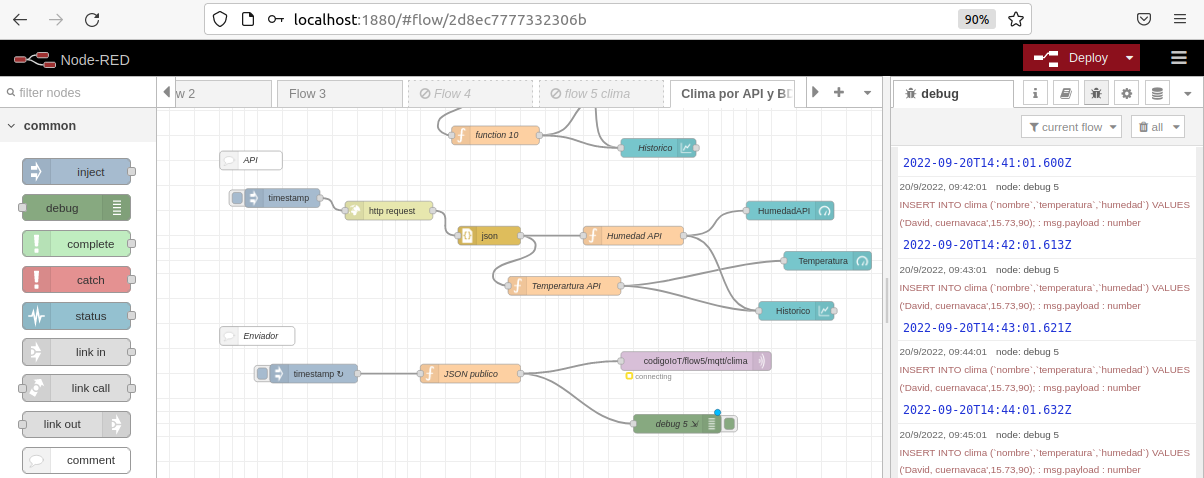 localhost:1880/#flow/2d8ec7777332306b
90%
Node-RED
Deploy
filter nodes
w 2
Flow 3
Flow 4
flow 5 clima
Clima por API y BD
debug
common
current flow
all
inject
debug
complete
catch
status
link in
link call
link out
comment
function 10
Historico
API
timestamp
http request
json
Humedad API
HumedadAPI
Temperatura
Temperartura API
Historico
Enviador
timestamp ↻
JSON publico
codigoIoT/flow5/mqtt/clima
connecting
debug 5
2022-09-20T14:41:01.600Z
20/9/2022, 09:42:01 node: debug 5
INSERT INTO clima (`nombre`,`temperatura`,`humedad`) VALUES
('David, cuernavaca',15.73,90); : msg.payload : number
2022-09-20T14:42:01.613Z
20/9/2022, 09:43:01 node: debug 5
INSERT INTO clima (`nombre`,`temperatura`,`humedad`) VALUES
('David, cuernavaca',15.73,90); : msg.payload : number
2022-09-20T14:43:01.621Z
20/9/2022, 09:44:01 node: debug 5
INSERT INTO clima (`nombre`,`temperatura`,`humedad`) VALUES
('David, cuernavaca',15.73,90); : msg.payload : number
2022-09-20T14:44:01.632Z
20/9/2022, 09:45:01 node: debug 5
INSERT INTO clima (`nombre`,`temperatura`,`humedad`) VALUES
('David, cuernavaca',15.73,90); : msg.payload : number